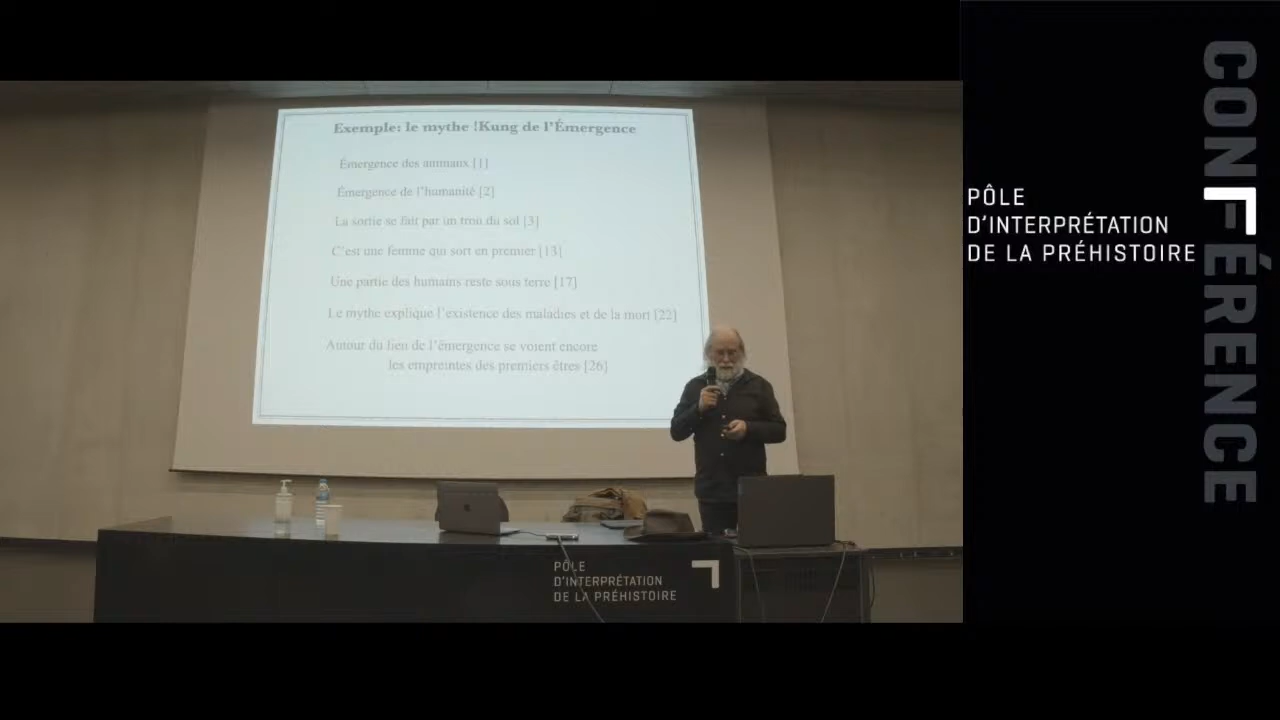 Exemple: le mythe !Kung de l'Émergence
Émergence des animaux [1]
Émergence de l'humanité [2]
La sortie se fait par un trou du sol [3]
C'est une femme qui sort en premier [13]
Une partie des humains reste sous terre [17]
Le mythe explique l'existence des maladies et de la mort [22]
Autour du lieu de l'émergence se voient encore
les empreintes des premiers êtres [26]
PÔLE
D'INTERPRÉTATION
DE LA PRÉHISTOIRE
PÔLE
D'INTERPRÉTATION
DE LA PRÉHISTOIRE
CONFÉRENCE